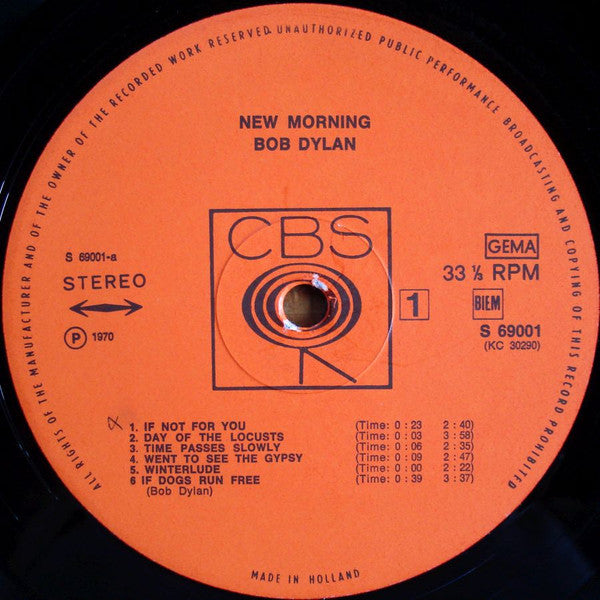 ALL RIGHTS OF THE MANUFACTURER AND OF THE OWNER OF THE RECORDED WORK RESERVED. UNAUTHORIZED PUBLIC PERFORMANCE BROADCASTING AND COPYING OF THIS RECORD PROHIBITED
NEW MORNING
BOB DYLAN
CBS
S 69001-a
STEREO
P 1970
GEMA
33 ⅓ RPM
1 BIEM
S 69001
(KC 30290)
1. IF NOT FOR YOU (Time: 0 : 23 2 : 40)
2. DAY OF THE LOCUSTS (Time: 0 : 03 3 : 58)
3. TIME PASSES SLOWLY (Time: 0 : 06 2 : 35)
4. WENT TO SEE THE GYPSY (Time: 0 : 09 2 : 47)
5. WINTERLUDE (Time: 0 : 00 2 : 22)
6 IF DOGS RUN FREE (Time: 0 : 39 3 : 37)
(Bob Dylan)
MADE IN HOLLAND